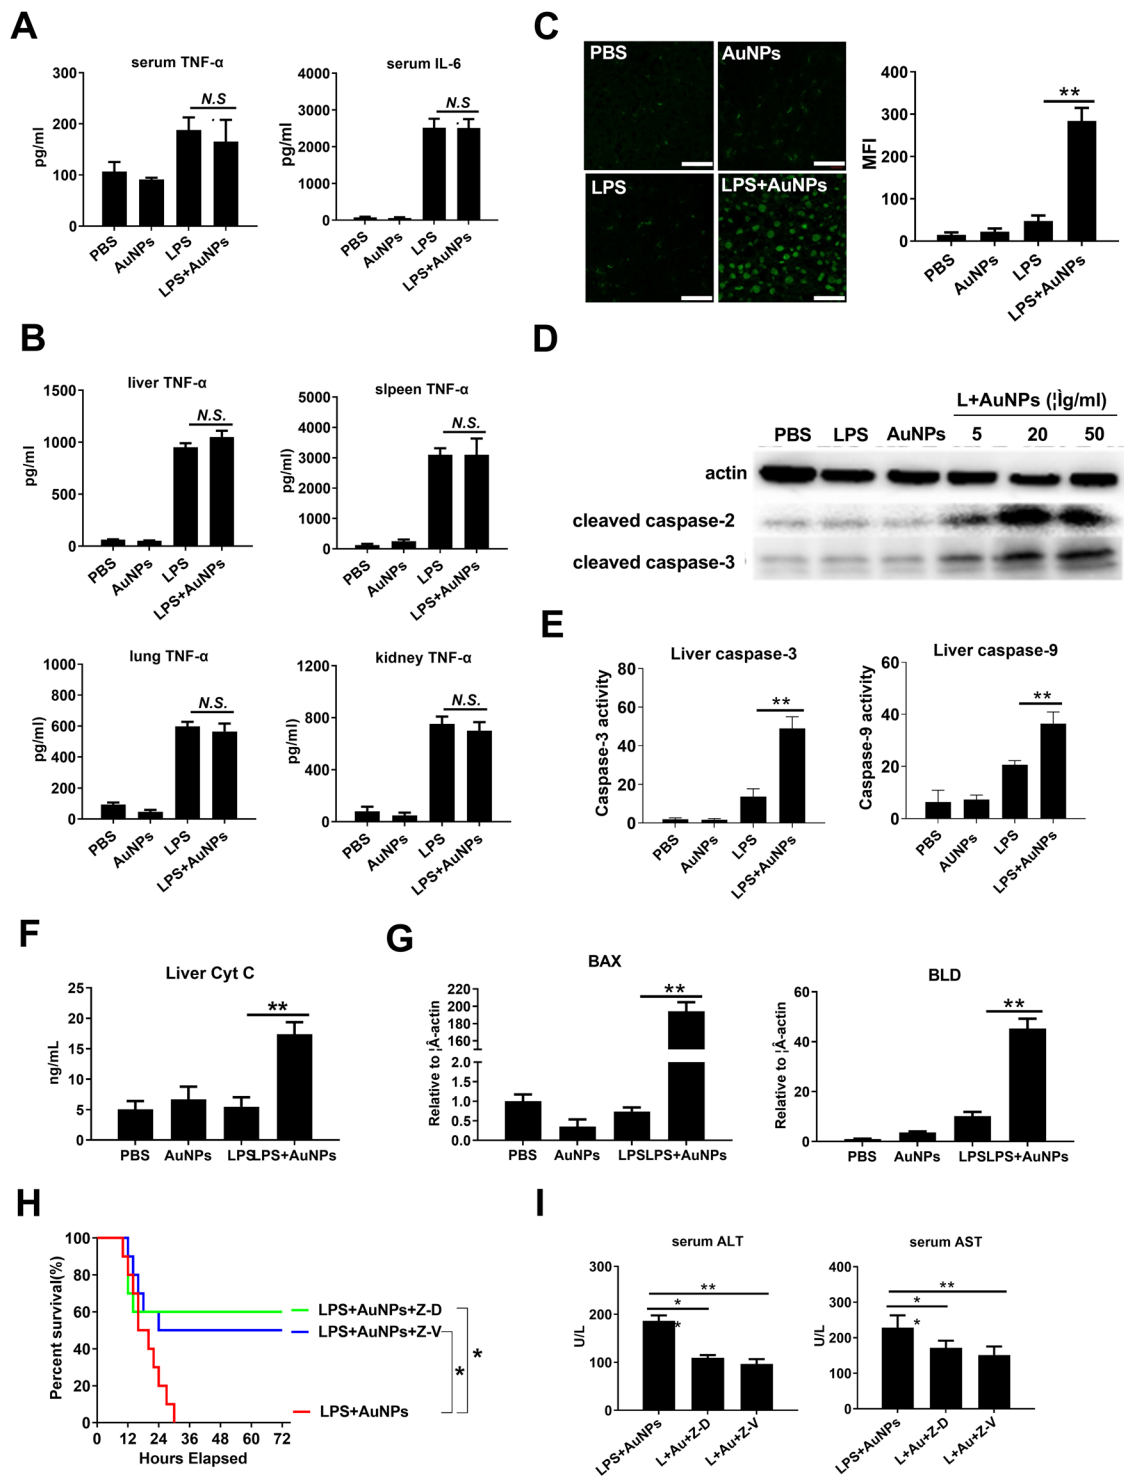 A
serum TNF-α
pg/ml
300
200
100
0
N.S
PBS
AuNPs
LPS
LPS+AuNPs
serum IL-6
pg/ml
4000
3000
2000
1000
0
N.S
PBS
AuNPs
LPS
LPS+AuNPs
B
liver TNF-α
pg/ml
1500
1000
500
0
N.S.
PBS
AuNPs
LPS
LPS+AuNPs
slpeen TNF-α
pg/ml)
5000
4000
3000
2000
1000
0
N.S.
PBS
AuNPs
LPS
LPS+AuNPs
lung TNF-α
pg/ml)
1000
800
600
400
200
0
N.S.
PBS
AuNPs
LPS
LPS+AuNPs
kidney TNF-α
pg/ml)
1200
800
400
0
N.S.
PBS
AuNPs
LPS
LPS+AuNPs
C
PBS
AuNPs
LPS
LPS+AuNPs
MFI
400
300
200
100
0
**
PBS
AuNPs
LPS
LPS+AuNPs
D
L+AuNPs (¦Ìg/ml)
PBS LPS AuNPs 5 20 50
actin
cleaved caspase-2
cleaved caspase-3
E
Liver caspase-3
Caspase-3 activity
80
60
40
20
0
**
PBS
AuNPs
LPS
LPS+AuNPs
Liver caspase-9
Caspase-9 activity
60
40
20
0
**
PBS
AUNPs
LPS
LPS+AuNPs
F
Liver Cyt C
ng/mL
25
20
15
10
5
0
**
PBS AuNPs LPS LPS+AuNPs
G
BAX
Relative to ¦Â-actin
220
200
180
160
2.0
1.5
1.0
0.5
0.0
**
PBS AuNPs LPS LPS+AuNPs
BLD
Relative to ¦Â-actin
60
40
20
0
**
PBS AuNPs LPS LPS+AuNPs
H
Percent survival(%)
100
80
60
40
20
0
0 12 24 36 48 60 72
Hours Elapsed
LPS+AuNPs+Z-D
LPS+AuNPs+Z-V
LPS+AuNPs
*
*
I
serum ALT
U/L
300
200
100
0
**
*
*
LPS+AuNPs
L+Au+Z-D
L+Au+Z-V
serum AST
U/L
400
300
200
100
0
**
*
*
LPS+AuNPs
L+Au+Z-D
L+Au+Z-V